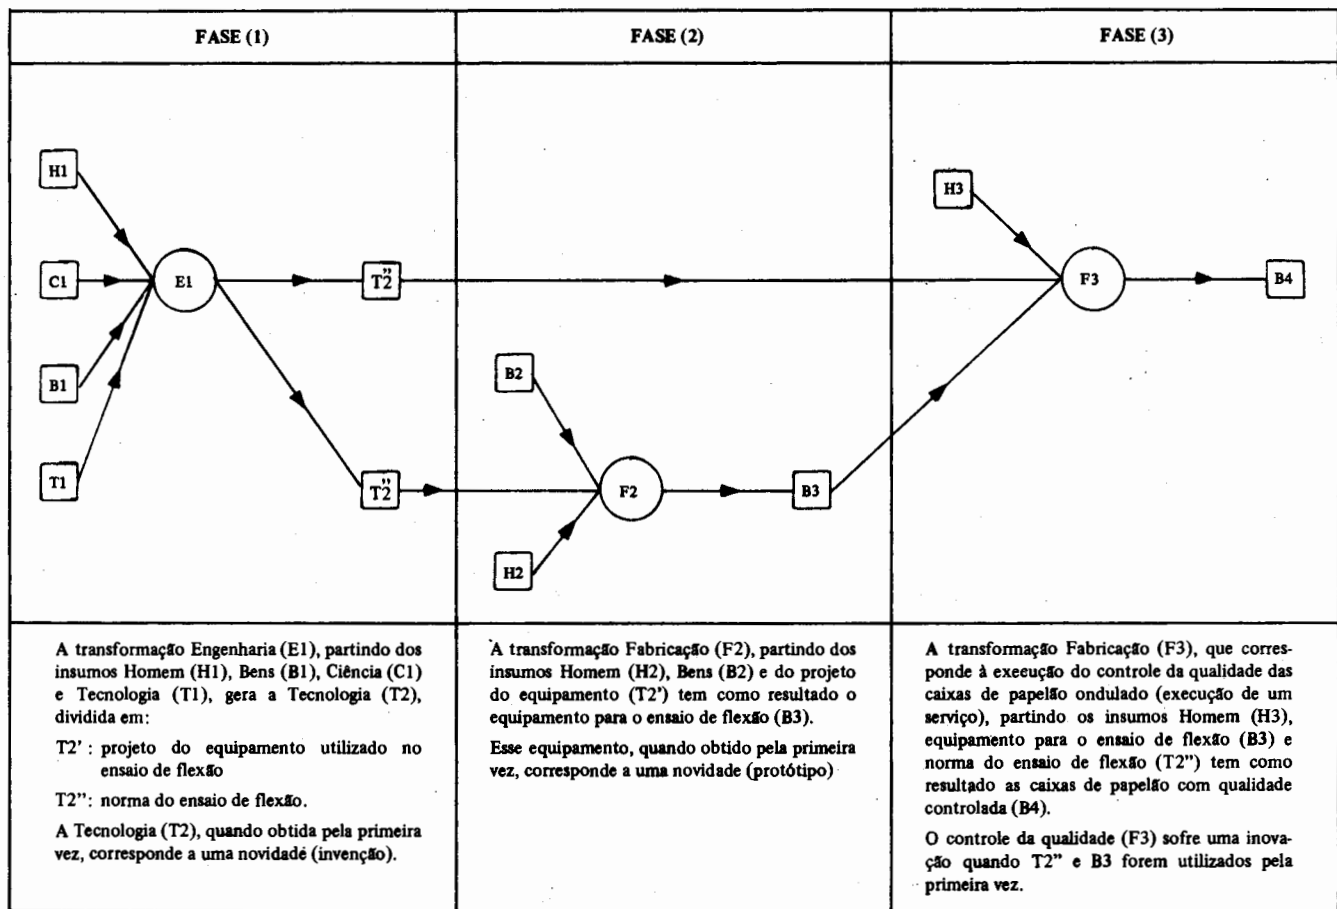 FASE (1)
FASE (2)
FASE (3)
H1
C1
B1
T1
E1
T2”
T2”
B2
H2
F2
B3
H3
F3
B4
A transformação Engenharia (E1), partindo dos
insumos Homem (H1), Bens (B1), Ciência (C1)
e Tecnologia (T1), gera a Tecnologia (T2),
dividida em:
T2’ : projeto do equipamento utilizado no
ensaio de flexão
T2”: norma do ensaio de flexão.
A Tecnologia (T2), quando obtida pela primeira
vez, corresponde a uma novidade (invenção).
A transformação Fabricação (F2), partindo dos
insumos Homem (H2), Bens (B2) e do projeto
do equipamento (T2’) tem como resultado o
equipamento para o ensaio de flexão (B3).
Esse equipamento, quando obtido pela primeira
vez, corresponde a uma novidade (protótipo)
A transformação Fabricação (F3), que corres-
ponde à exeeução do controle da qualidade das
caixas de papelão ondulado (execução de um
serviço), partindo os insumos Homem (H3),
equipamento para o ensaio de flexão (B3) e
norma do ensaio de flexão (T2”) tem como
resultado as caixas de papelão com qualidade
controlada (B4).
O controle da qualidade (F3) sofre uma inova-
ção quando T2” e B3 forem utilizados pela
primeira vez.